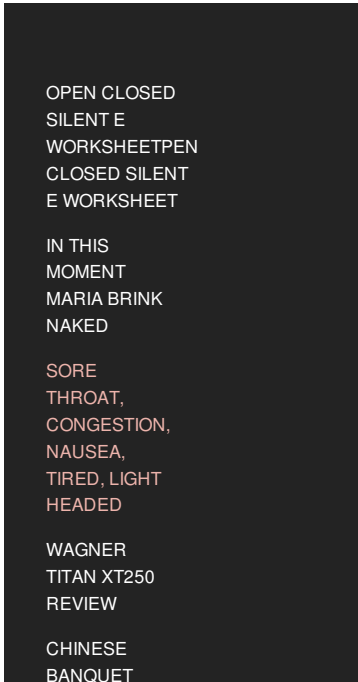 OPEN CLOSED
SILENT E
WORKSHEETPEN
CLOSED SILENT
E WORKSHEET
IN THIS
MOMENT
MARIA BRINK
NAKED
SORE
THROAT,
CONGESTION,
NAUSEA,
TIRED, LIGHT
HEADED
WAGNER
TITAN XT250
REVIEW
CHINESE
BANQUET